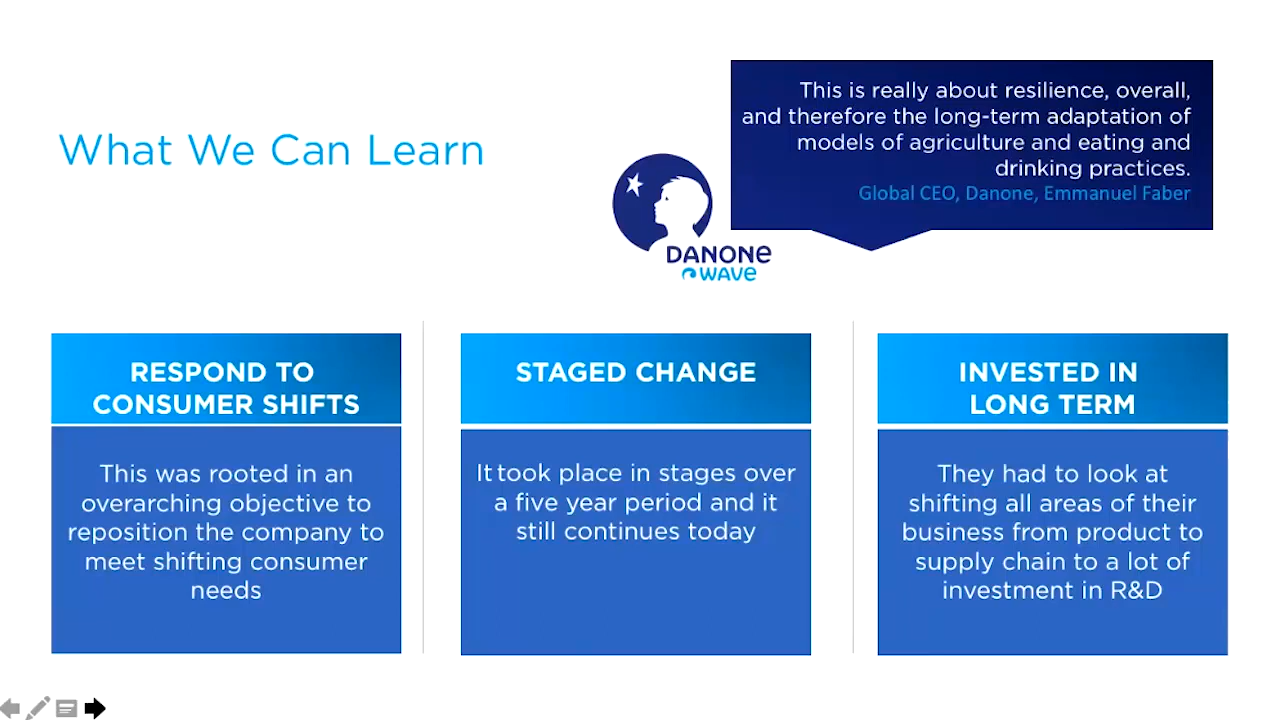 What We Can Learn
This is really about resilience, overall,
and therefore the long-term adaptation of
models of agriculture and eating and
drinking practices.
Global CEO, Danone, Emmanuel Faber
DANONE
WAVE
RESPOND TO
CONSUMER SHIFTS
This was rooted in an
overarching objective to
reposition the company to
meet shifting consumer
needs
STAGED CHANGE
It took place in stages over
a five year period and it
still continues today
INVESTED IN
LONG TERM
They had to look at
shifting all areas of their
business from product to
supply chain to a lot of
investment in R&D